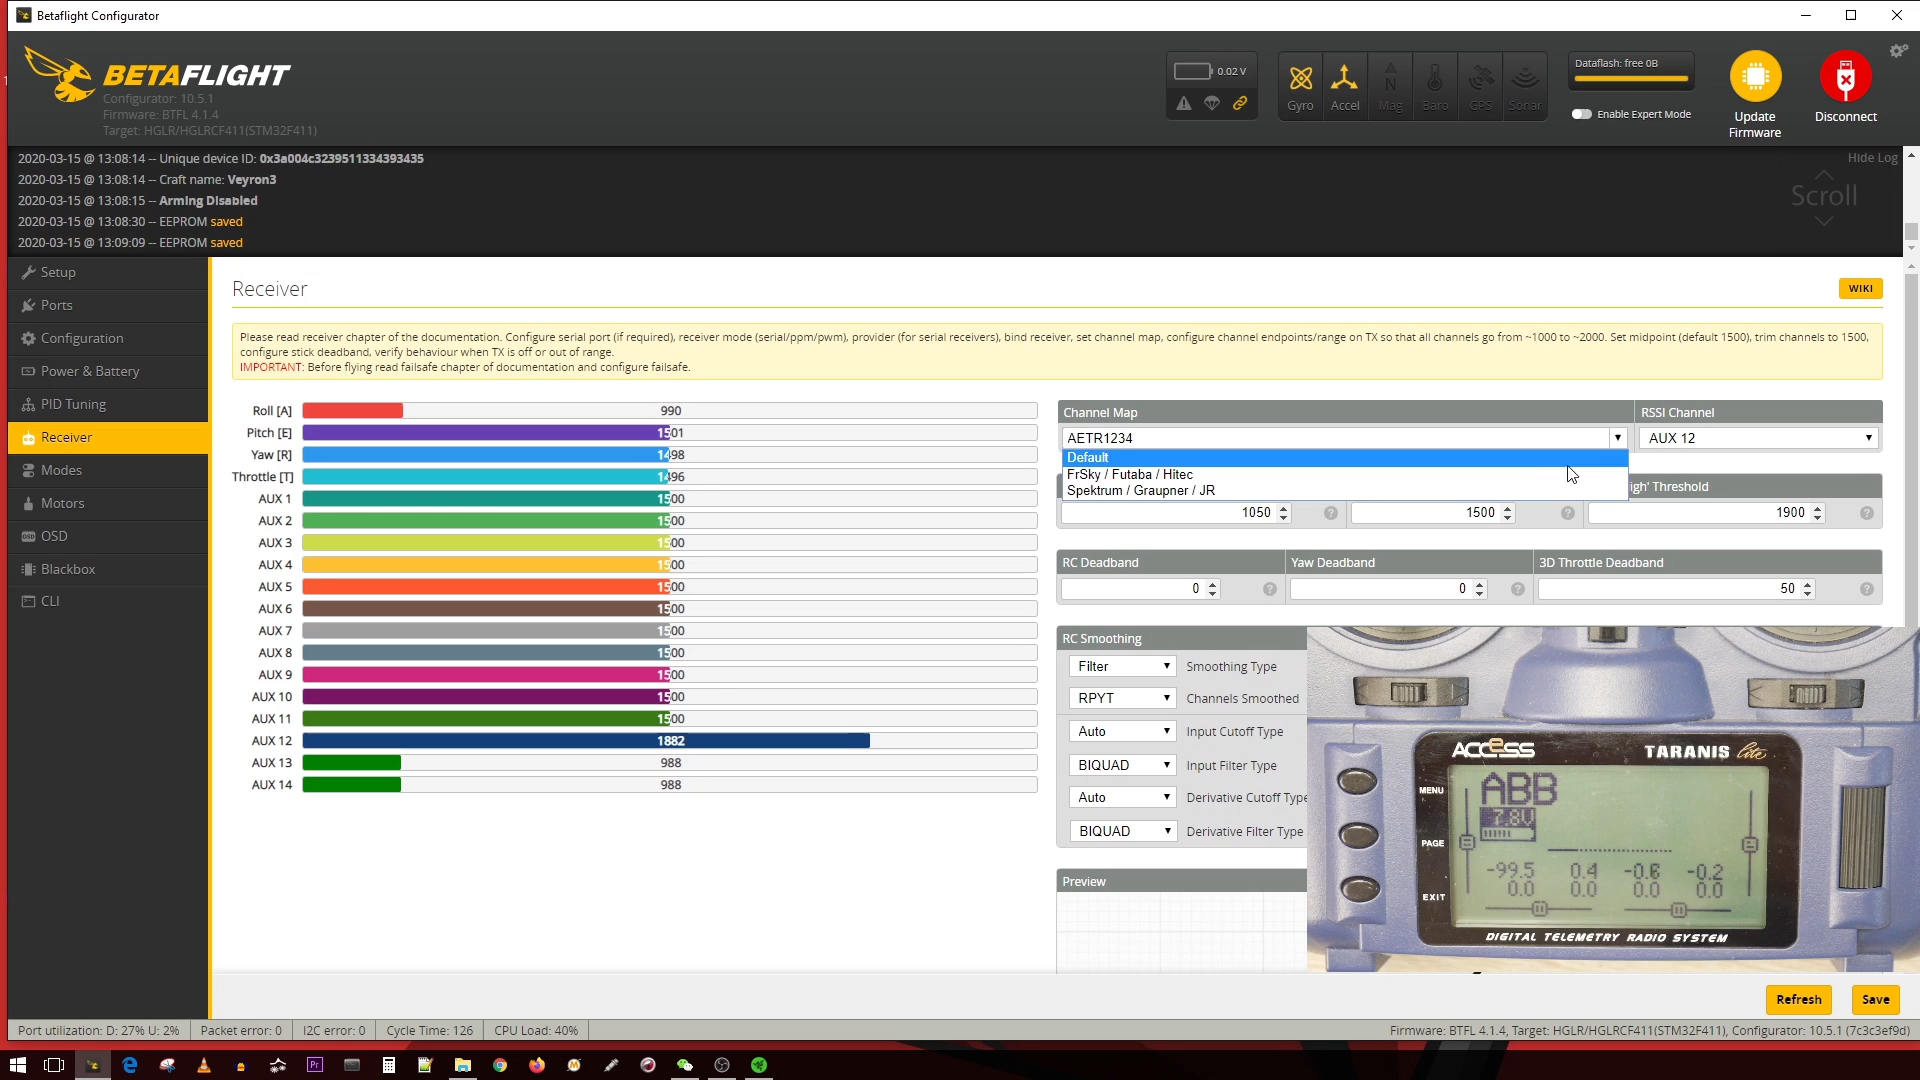 Betaflight Configurator
BETAFLIGHT
Configurator: 10.5.1
Firmware: BTFL 4.1.4
Target: HGLR/HGLRCF411(STM32F411)
0.02 V
Gyro
Accel
Mag
Baro
GPS
Sonar
Dataflash: free 0B
Enable Expert Mode
Update
Firmware
Disconnect
2020-03-15 @ 13:08:14 -- Unique device ID: 0x3a004c3239511334393435
2020-03-15 @ 13:08:14 -- Craft name: Veyron3
2020-03-15 @ 13:08:15 -- Arming Disabled
2020-03-15 @ 13:08:30 -- EEPROM saved
2020-03-15 @ 13:09:09 -- EEPROM saved
Hide Log
Scroll
Setup
Ports
Configuration
Power & Battery
PID Tuning
Receiver
Modes
Motors
OSD
Blackbox
CLI
Receiver
WIKI
Please read receiver chapter of the documentation. Configure serial port (if required), receiver mode (serial/ppm/pwm), provider (for serial receivers), bind receiver, set channel map, configure channel endpoints/range on TX so that all channels go from ~1000 to ~2000. Set midpoint (default 1500), trim channels to 1500,
configure stick deadband, verify behaviour when TX is off or out of range.
IMPORTANT: Before flying read failsafe chapter of documentation and configure failsafe.
Roll [A] 990
Pitch [E] 1501
Yaw [R] 1498
Throttle [T] 1496
AUX 1 1500
AUX 2 1500
AUX 3 1500
AUX 4 1500
AUX 5 1500
AUX 6 1500
AUX 7 1500
AUX 8 1500
AUX 9 1500
AUX 10 1500
AUX 11 1500
AUX 12 1882
AUX 13 988
AUX 14 988
Channel Map
RSSI Channel
AETR1234
AUX 12
Default
FrSky / Futaba / Hitec
Spektrum / Graupner / JR
igh' Threshold
1050
1500
1900
RC Deadband
Yaw Deadband
3D Throttle Deadband
0
0
50
RC Smoothing
Filter Smoothing Type
RPYT Channels Smoothed
Auto Input Cutoff Type
BIQUAD Input Filter Type
Auto Derivative Cutoff Type
BIQUAD Derivative Filter Type
Preview
ACCESS
TARANIS lite
MENU
PAGE
EXIT
ABB
7.8V
-99.5 0.4 -0.6 -0.2
0.0 0.0 0.0 0.0
DIGITAL TELEMETRY RADIO SYSTEM
Refresh
Save
Port utilization: D: 27% U: 2%
Packet error: 0
I2C error: 0
Cycle Time: 126
CPU Load: 40%
Firmware: BTFL 4.1.4, Target: HGLR/HGLRCF411(STM32F411), Configurator: 10.5.1 (7c3c3ef9d)
Pr